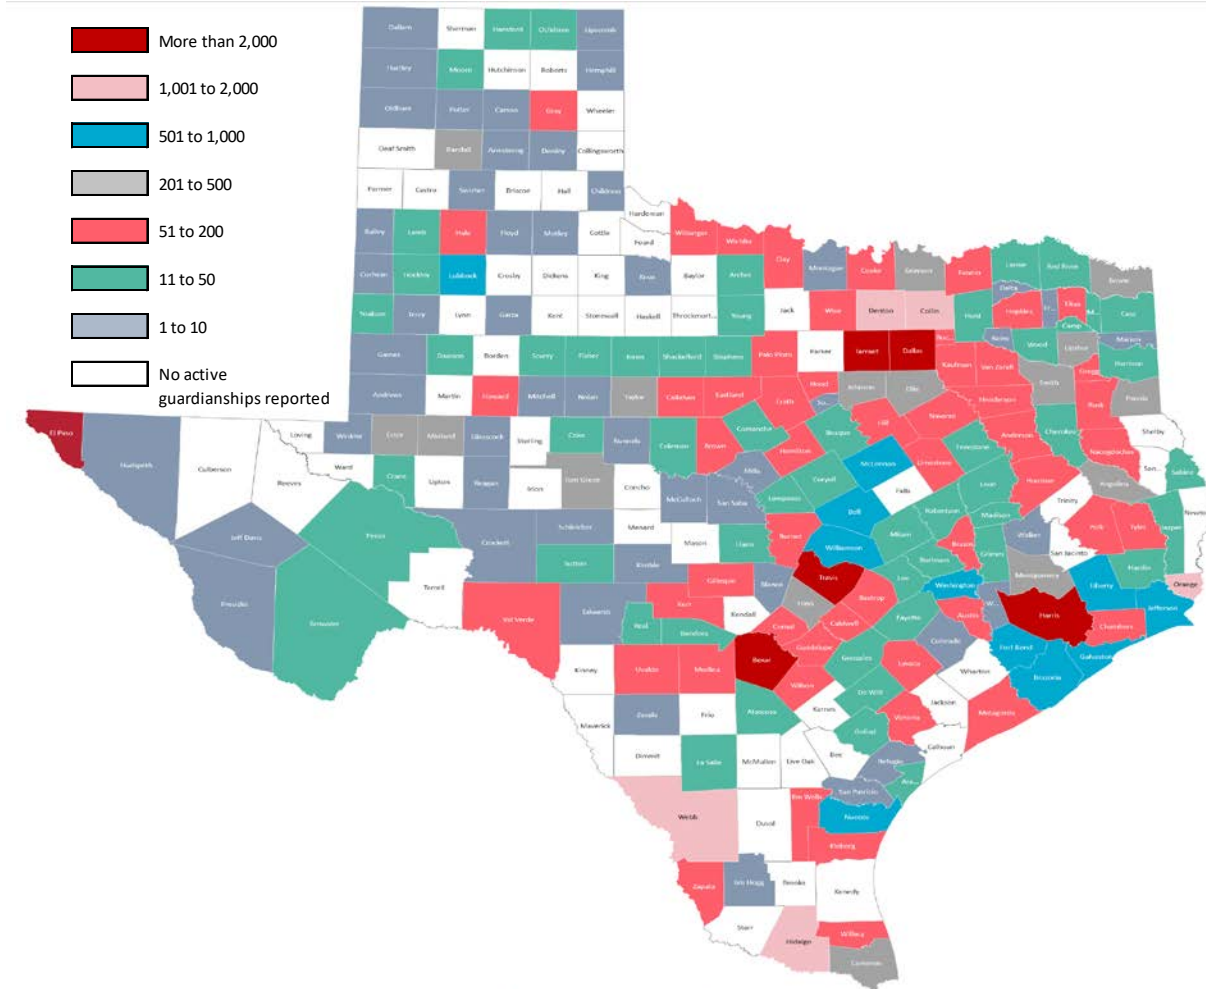 More than 2,000
1,001 to 2,000
501 to 1,000
201 to 500
51 to 200
11 to 50
1 to 10
No active
guardianships reported
Dallam Sherman Hansford Ochiltree Lipscomb
Hartley Moore Hutchinson Roberts Hemphill
Oldham Potter Carson Gray Wheeler
Deaf Smith Randall Armstrong Donley Collingsworth
Parmer Castro Swisher Briscoe Hall Childress
Hardeman
Bailey Lamb Hale Floyd Motley Cottle Foard Wilbarger Wichita
Clay Montague Cooke Grayson Fannin Lamar Red River Bowie
Cochran Hockley Lubbock Crosby Dickens King Knox Baylor Archer
Yoakum Terry Lynn Garza Kent Stonewall Haskell Throckmort... Young Jack Wise Denton Collin Hunt Delta Hopkins Titus Cass
Camp Marion
Gaines Dawson Borden Scurry Fisher Jones Shackelford Stephens Palo Pinto Parker Tarrant Dallas Kaufman Van Zandt Rains Wood Upshur Harrison
Andrews Martin Howard Mitchell Nolan Taylor Callahan Eastland Erath Hood Johnson Ellis Henderson Smith Gregg Rusk Panola
El Paso Hudspeth Culberson Reeves Loving Winkler Ector Midland Glasscock Sterling Coke Runnels Coleman Brown Comanche Bosque Hill Navarro Anderson Cherokee Nacogdoches Shelby
Ward Crane Upton Reagan Irion Tom Green Concho McCulloch San Saba Mills Hamilton Coryell McLennan Limestone Freestone Leon Houston Angelina San... Sabine
Jeff Davis Pecos Crockett Schleicher Menard Mason Llano Lampasas Burnet Bell Falls Robertson Madison Trinity Polk Tyler Jasper Newton
Presidio Brewster Terrell Sutton Kimble Gillespie Blanco Williamson Milam Brazos Grimes Walker San Jacinto Hardin
Val Verde Edwards Kerr Kendall Travis Hays Bastrop Lee Burleson Washington Montgomery Liberty Orange
Real Bandera Comal Caldwell Fayette Austin W... Harris Chambers Jefferson
Kinney Uvalde Medina Bexar Guadalupe Gonzales Lavaca Colorado Fort Bend Galveston
Maverick Zavala Frio Atascosa Wilson Karnes De Witt Jackson Wharton Brazoria
Dimmit La Salle McMullen Live Oak Bee Goliad Victoria Calhoun Matagorda
Refugio
Ara...
San Patricio
Webb Duval Jim Wells Nueces
Kleberg
Zapata Jim Hogg Brooks Kenedy
Starr Hidalgo Willacy
Cameron